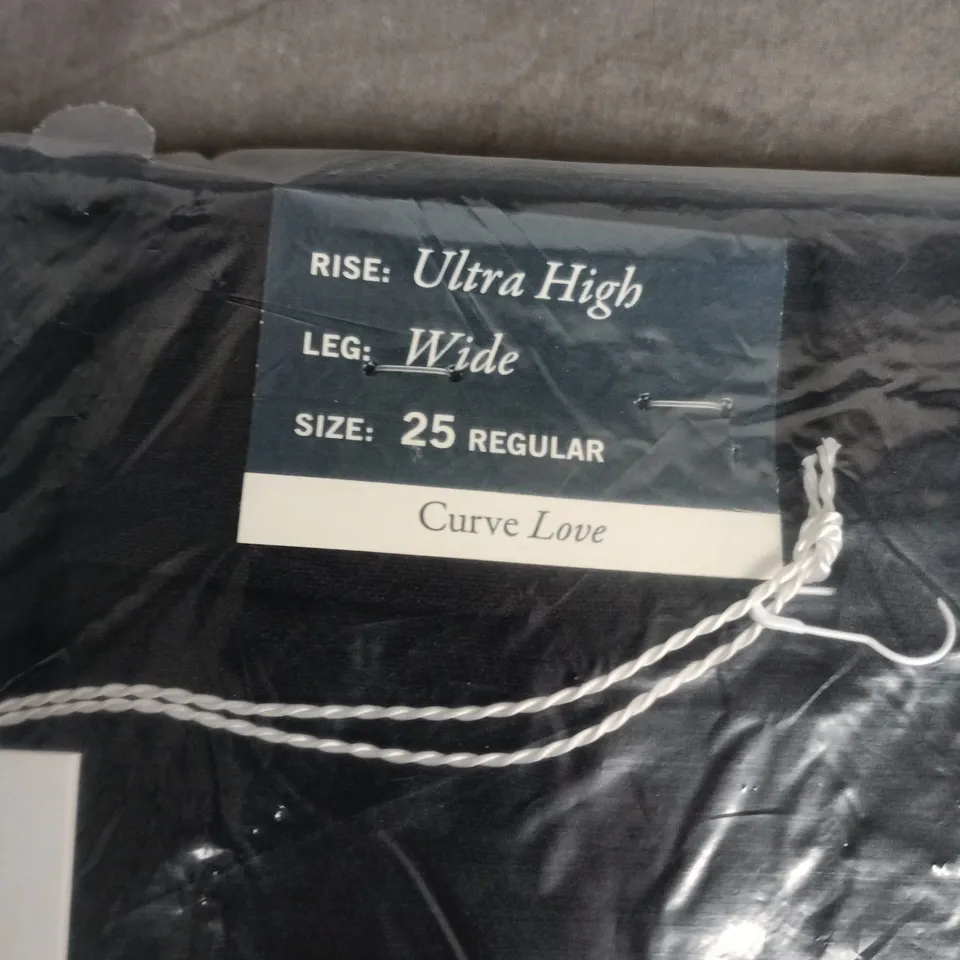 RISE: Ultra High
LEG: Wide
SIZE: 25 REGULAR
Curve Love